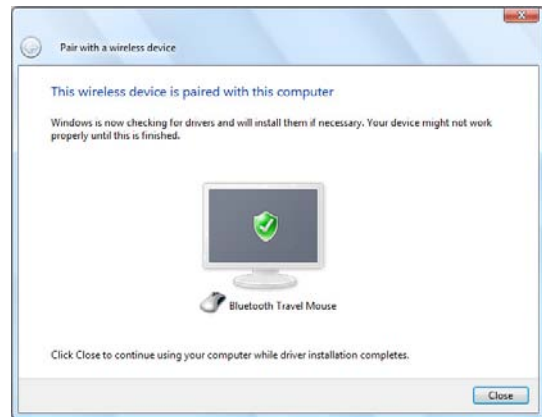 Pair with a wireless device
This wireless device is paired with this computer
Windows is now checking for drivers and will install them if necessary. Your device might not work
properly until this is finished.
Bluetooth Travel Mouse
Click Close to continue using your computer while driver installation completes.
Close